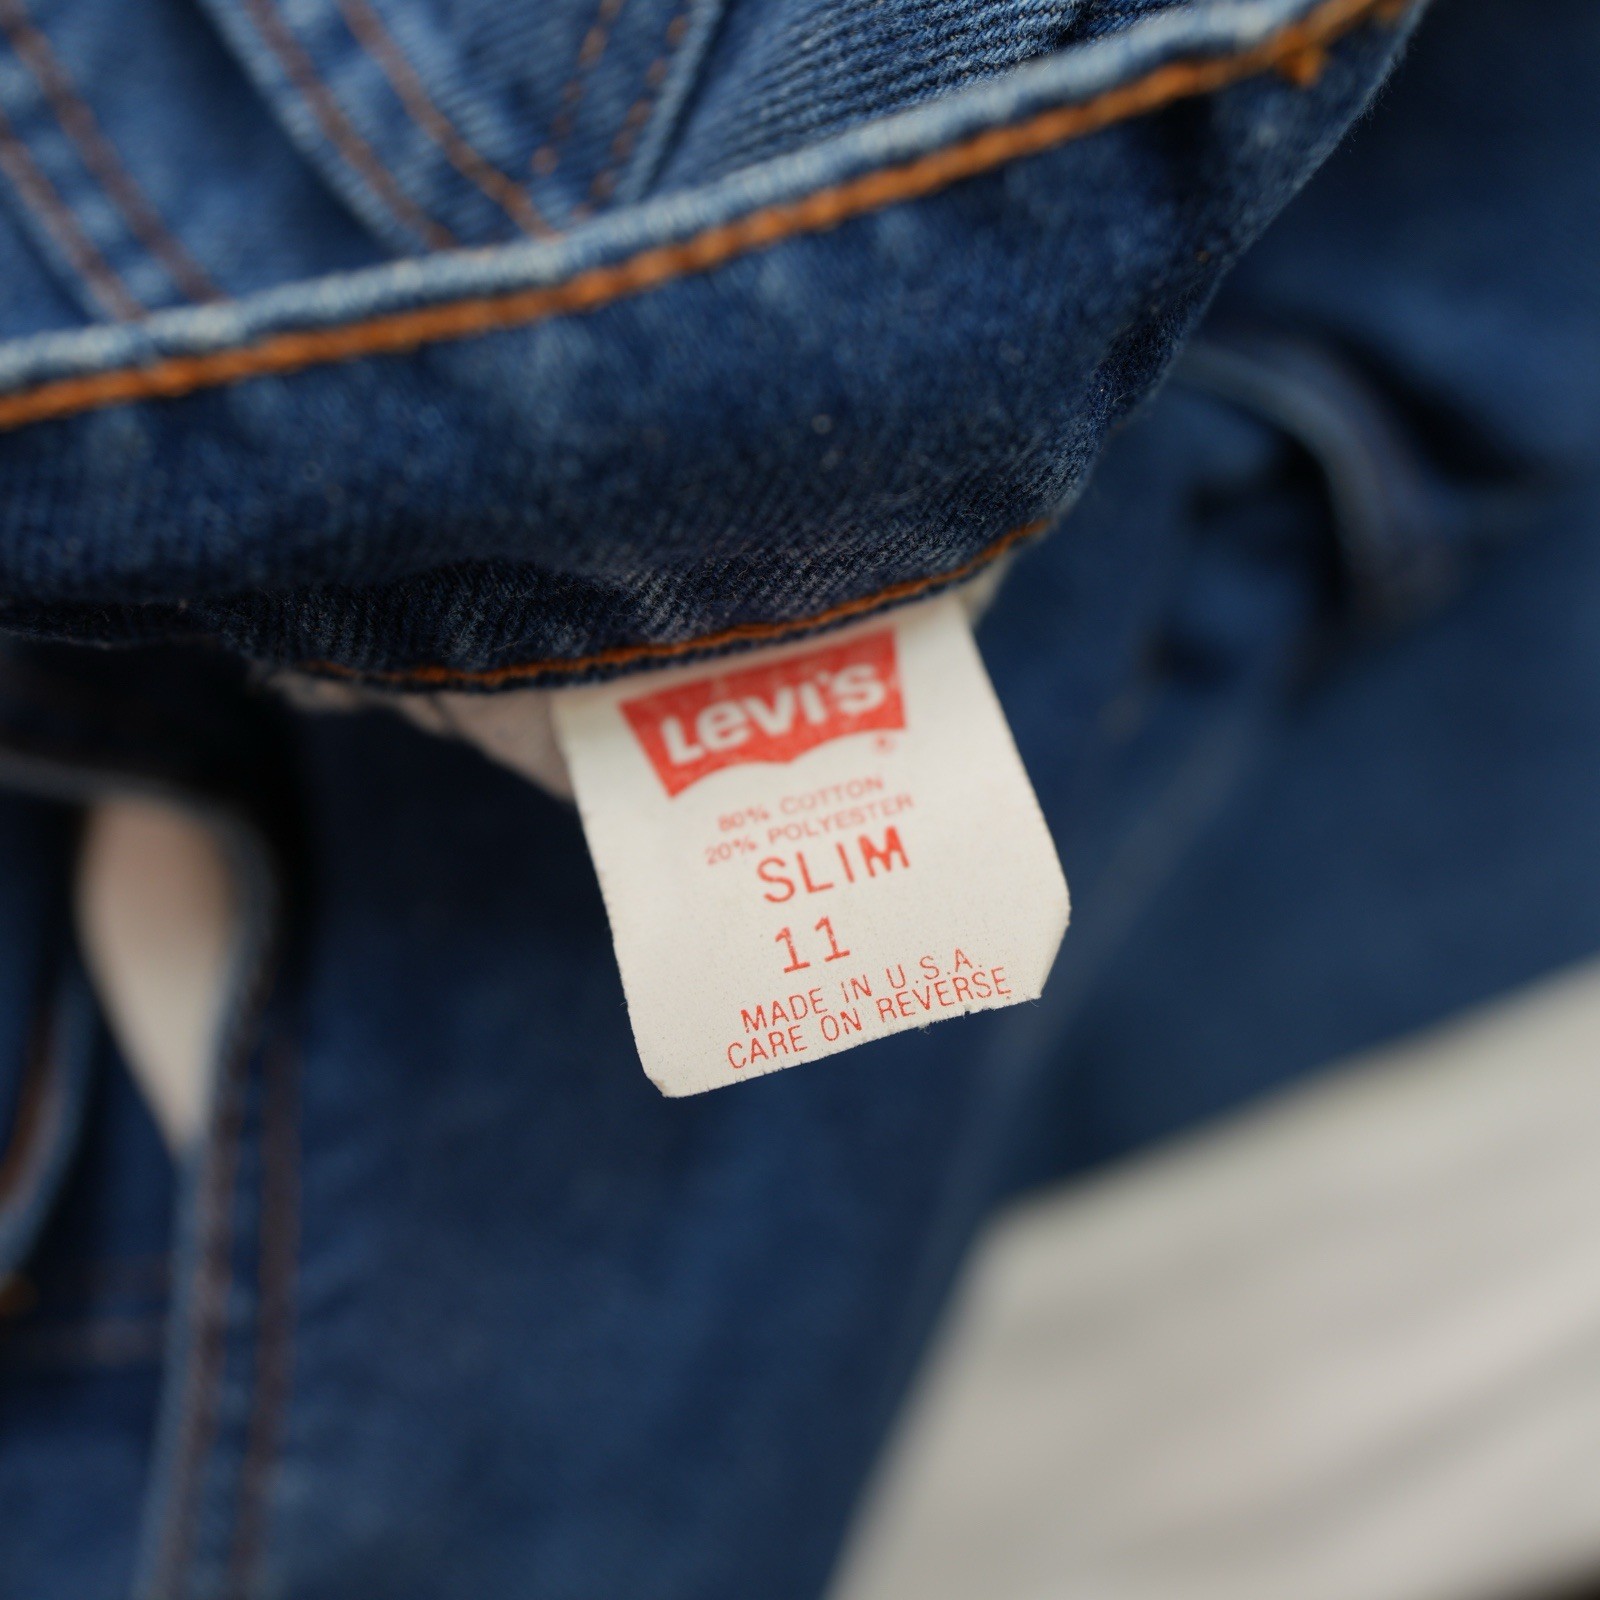 Levi's
®
80% COTTON
20% POLYESTER
SLIM
11
MADE IN U.S.A.
CARE ON REVERSE